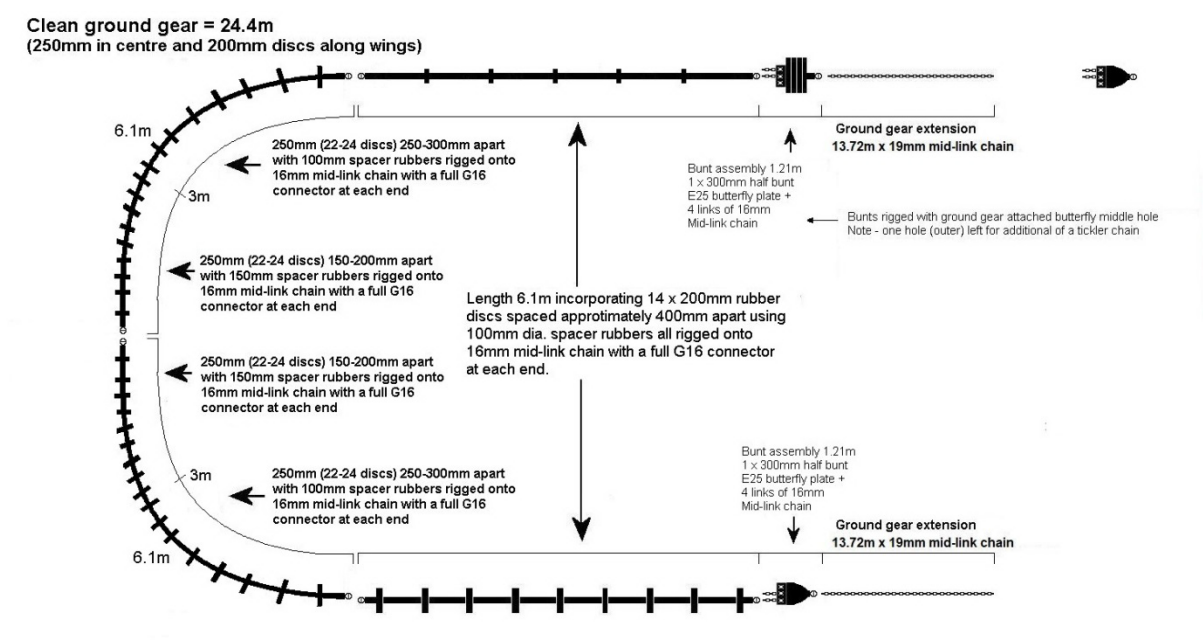 Clean ground gear = 24.4m
(250mm in centre and 200mm discs along wings)
6.1m
250mm (22-24 discs) 250-300mm apart
with 100mm spacer rubbers rigged onto
16mm mid-link chain with a full G16
connector at each end
3m
Ground gear extension
13.72m x 19mm mid-link chain
Bunt assembly 1.21m
1 x 300mm half bunt
E25 butterfly plate +
4 links of 16mm
Mid-link chain
Bunts rigged with ground gear attached butterfly middle hole
Note - one hole (outer) left for additional of a tickler chain
250mm (22-24 discs) 150-200mm apart
with 150mm spacer rubbers rigged onto
16mm mid-link chain with a full G16
connector at each end
Length 6.1m incorporating 14 x 200mm rubber
discs spaced approtimately 400mm apart using
100mm dia. spacer rubbers all rigged onto
16mm mid-link chain with a full G16 connector
at each end.
250mm (22-24 discs) 150-200mm apart
with 150mm spacer rubbers rigged onto
16mm mid-link chain with a full G16
connector at each end
3m
250mm (22-24 discs) 250-300mm apart
with 100mm spacer rubbers rigged onto
16mm mid-link chain with a full G16
connector at each end
Bunt assembly 1.21m
1 x 300mm half bunt
E25 butterfly plate +
4 links of 16mm
Mid-link chain
Ground gear extension
13.72m x 19mm mid-link chain
6.1m